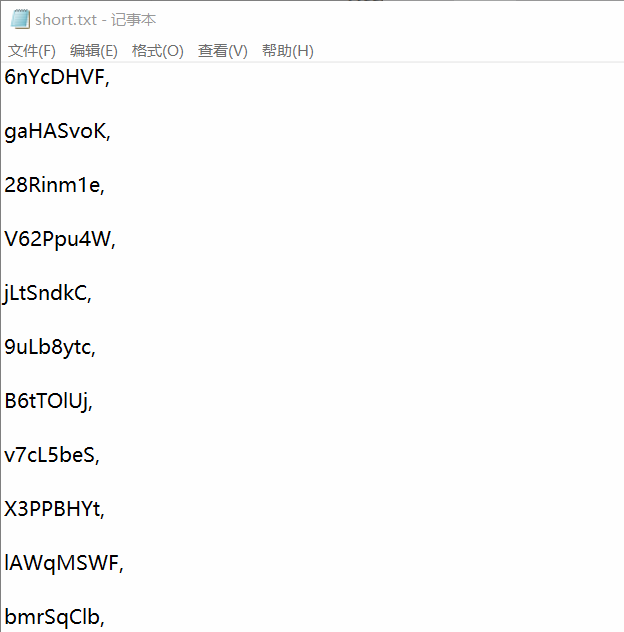 short.txt - 记事本
文件(F) 编辑(E) 格式(O) 查看(V) 帮助(H)
6nYcDHVF,
gaHASvoK,
28Rinm1e,
V62Ppu4W,
jLtSndkC,
9uLb8ytc,
B6tTOlUj,
v7cL5beS,
X3PPBHYt,
lAWqMSWF,
bmrSqClb,